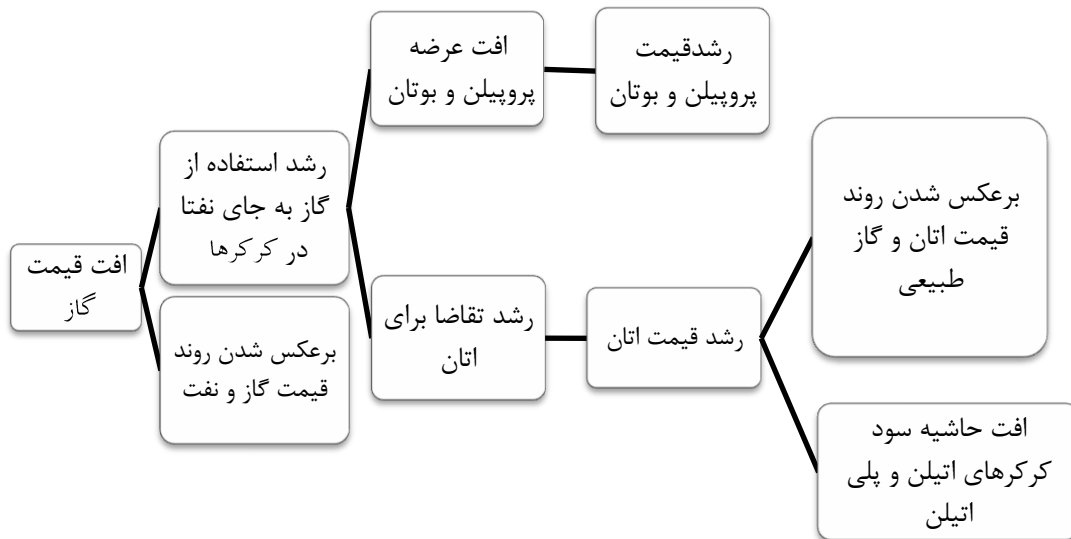 افت قیمت
گاز
رشد استفاده از
گاز به جای نفتا
در کرکرها
برعکس شدن روند
قیمت گاز و نفت
افت عرضه
پروپیلن و بوتان
رشدقیمت
پروپیلن و بوتان
رشد تقاضا برای
اتان
رشد قیمت اتان
برعکس شدن روند
قیمت اتان و گاز
طبیعی
افت حاشیه سود
کرکرهای اتیلن و پلی
اتیلن